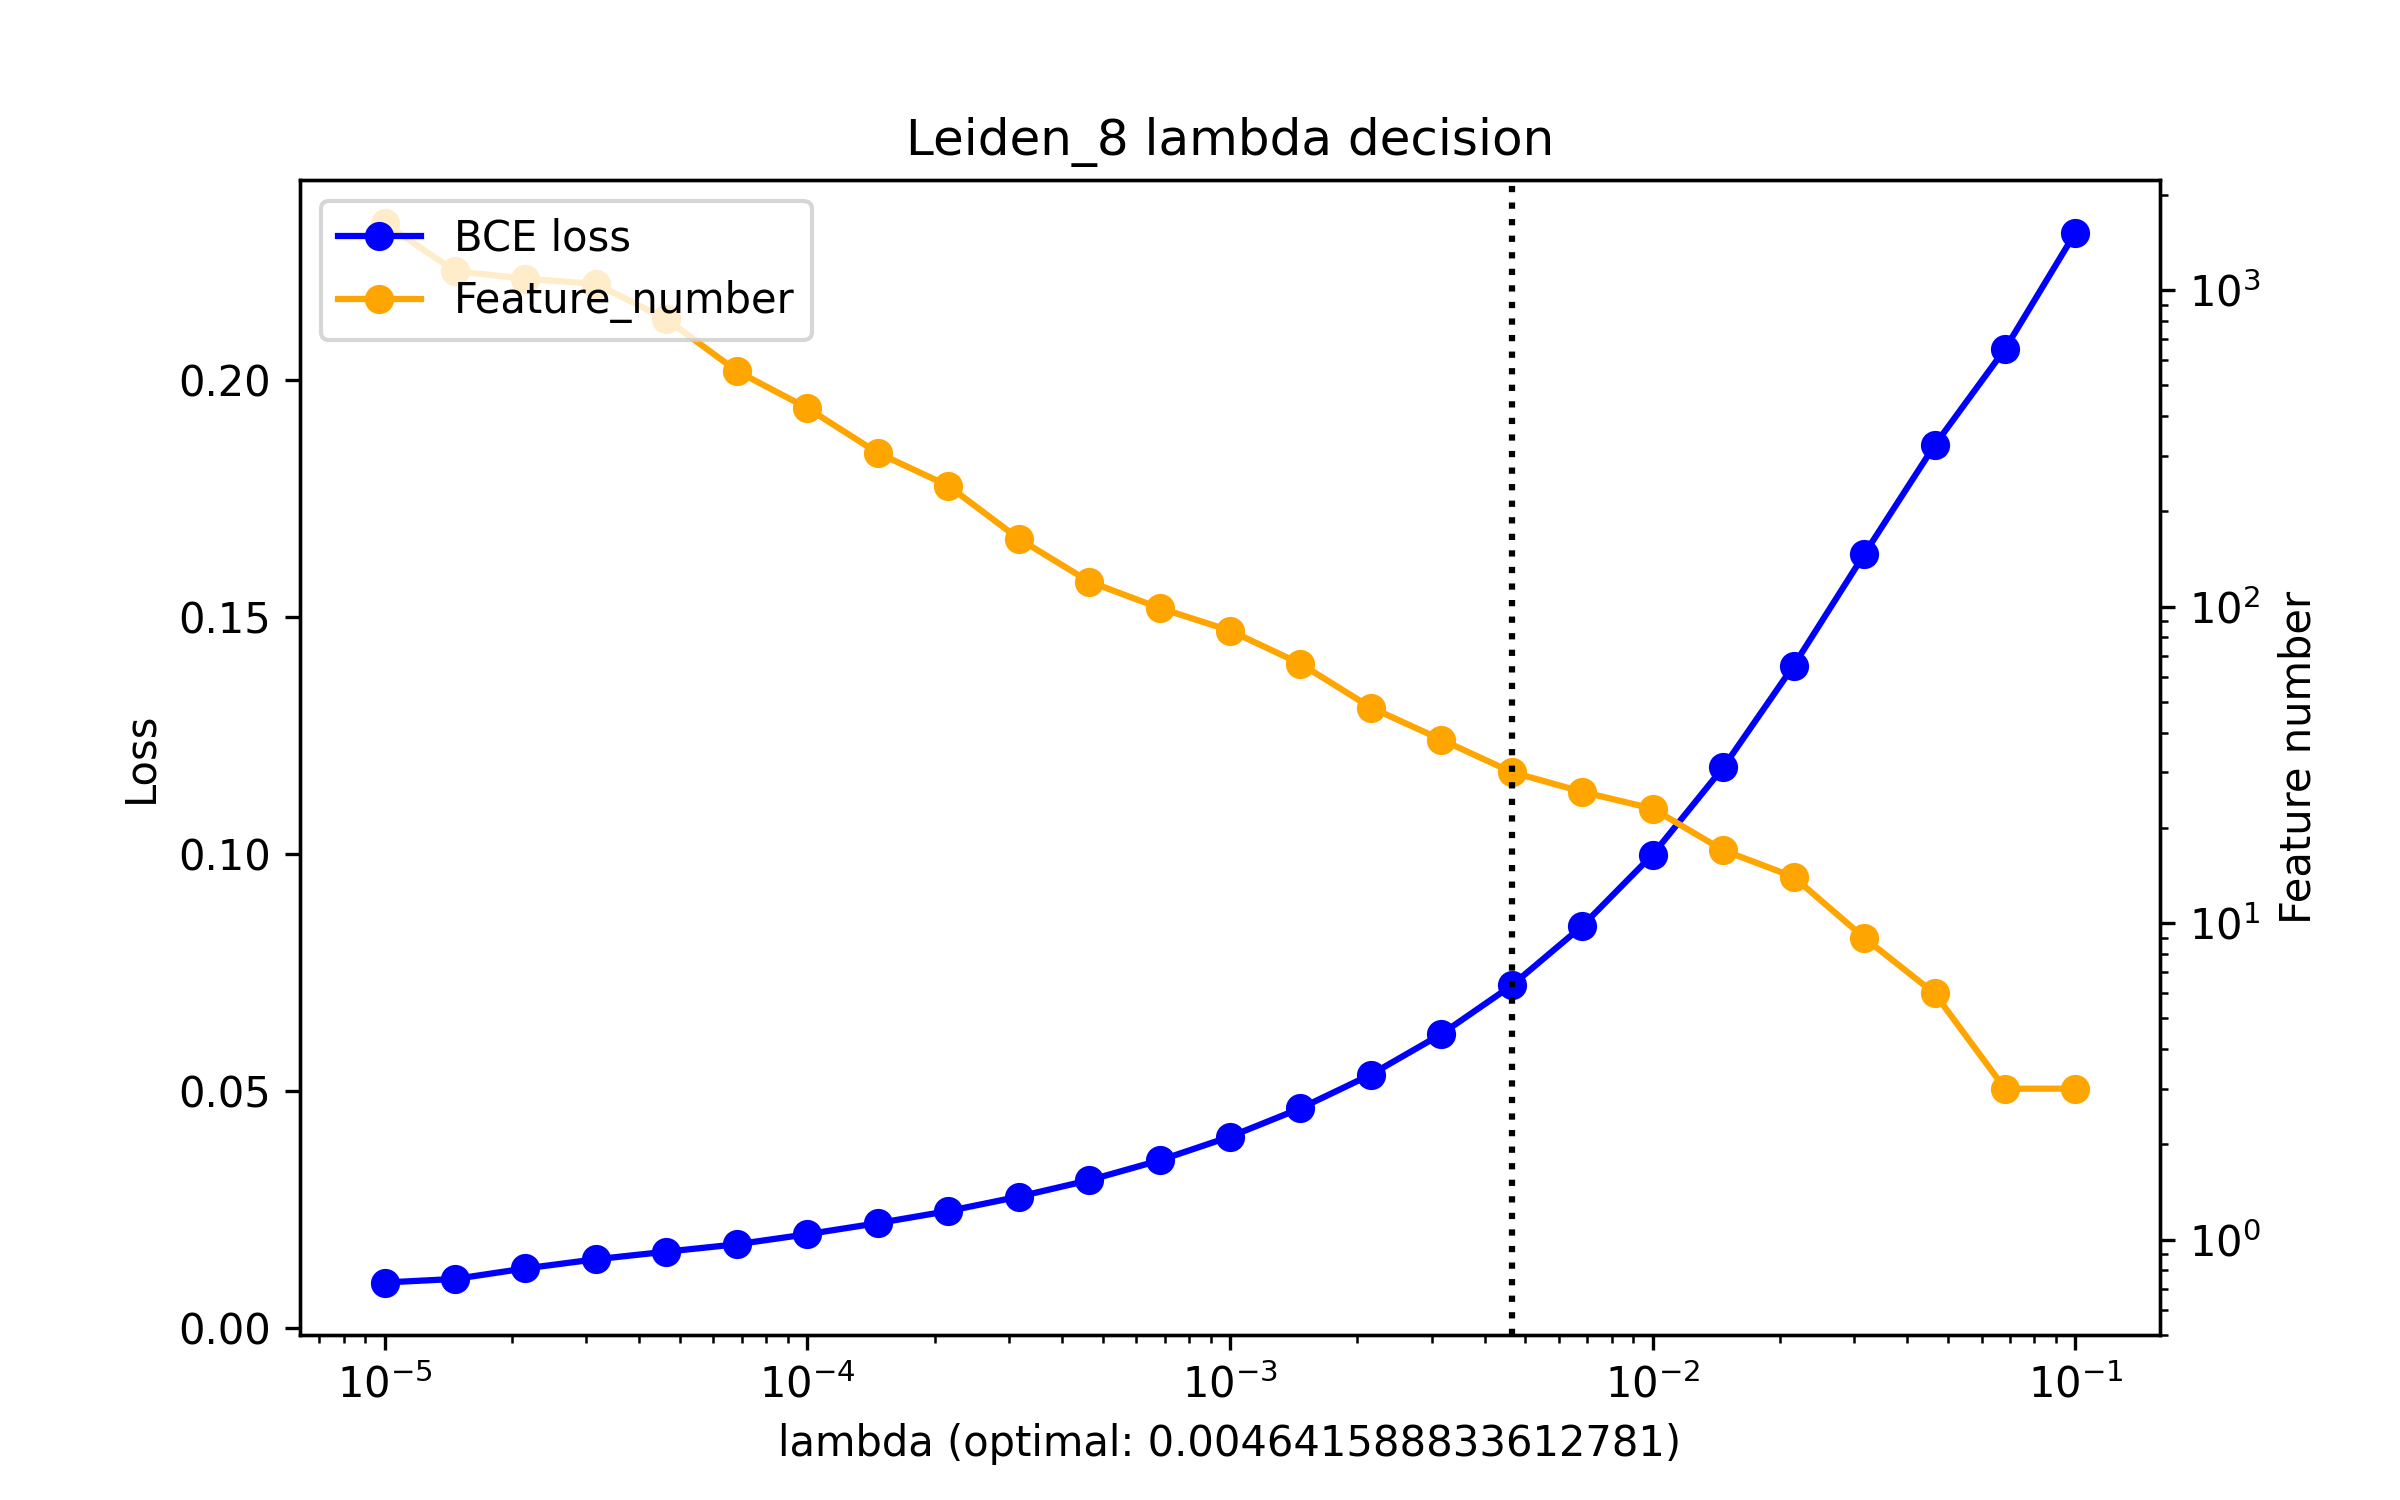 Leiden_8 lambda decision
BCE loss
Feature_number
0.20
0.15
0.10
0.05
0.00
Loss
10³
10²
10¹
10⁰
Feature number
10⁻⁵ 10⁻⁴ 10⁻³ 10⁻² 10⁻¹
lambda (optimal: 0.004641588833612781)